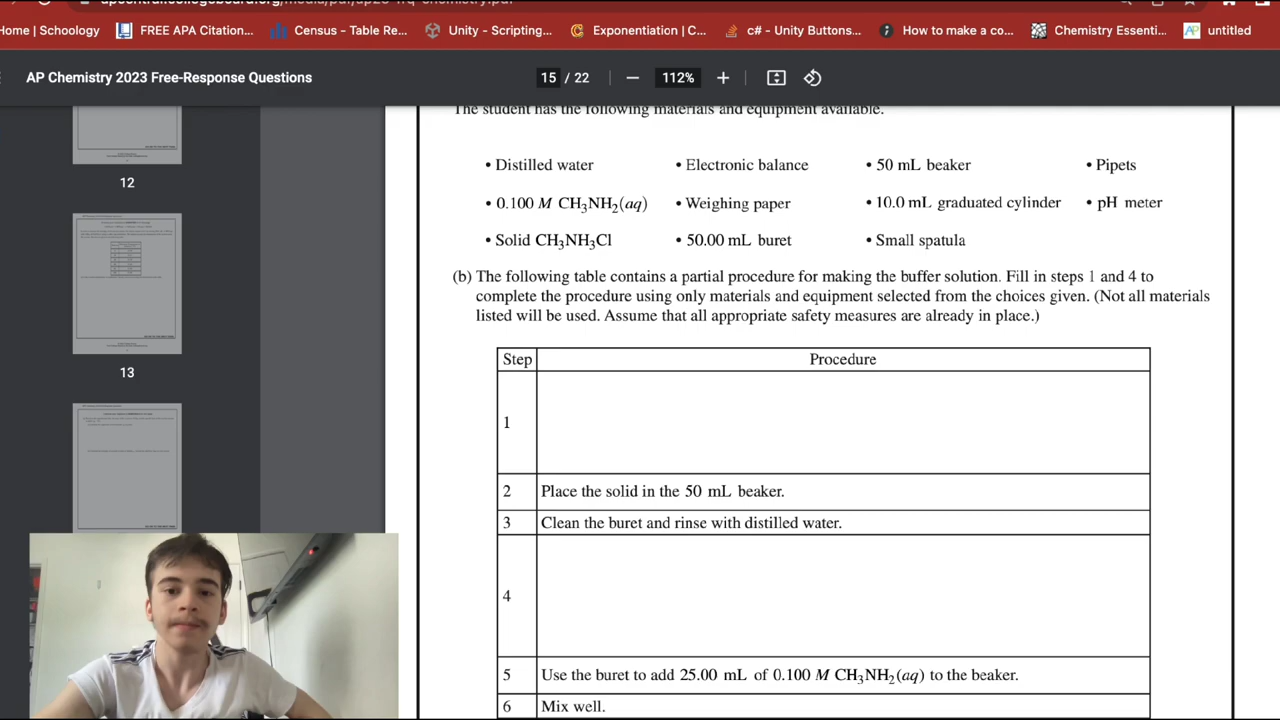 Home | Schoology FREE APA Citation... Census - Table Re... Unity - Scripting... Exponentiation | C... c# - Unity Buttons... How to make a co... Chemistry Essenti... AP untitled
AP Chemistry 2023 Free-Response Questions 15 / 22 112%
The student has the following materials and equipment available.
• Distilled water • Electronic balance • 50 mL beaker • Pipets
• 0.100 M CH₃NH₂(aq) • Weighing paper • 10.0 mL graduated cylinder • pH meter
• Solid CH₃NH₃Cl • 50.00 mL buret • Small spatula
(b) The following table contains a partial procedure for making the buffer solution. Fill in steps 1 and 4 to
complete the procedure using only materials and equipment selected from the choices given. (Not all materials
listed will be used. Assume that all appropriate safety measures are already in place.)
Step Procedure
1
2 Place the solid in the 50 mL beaker.
3 Clean the buret and rinse with distilled water.
4
5 Use the buret to add 25.00 mL of 0.100 M CH₃NH₂(aq) to the beaker.
6 Mix well.
12
13